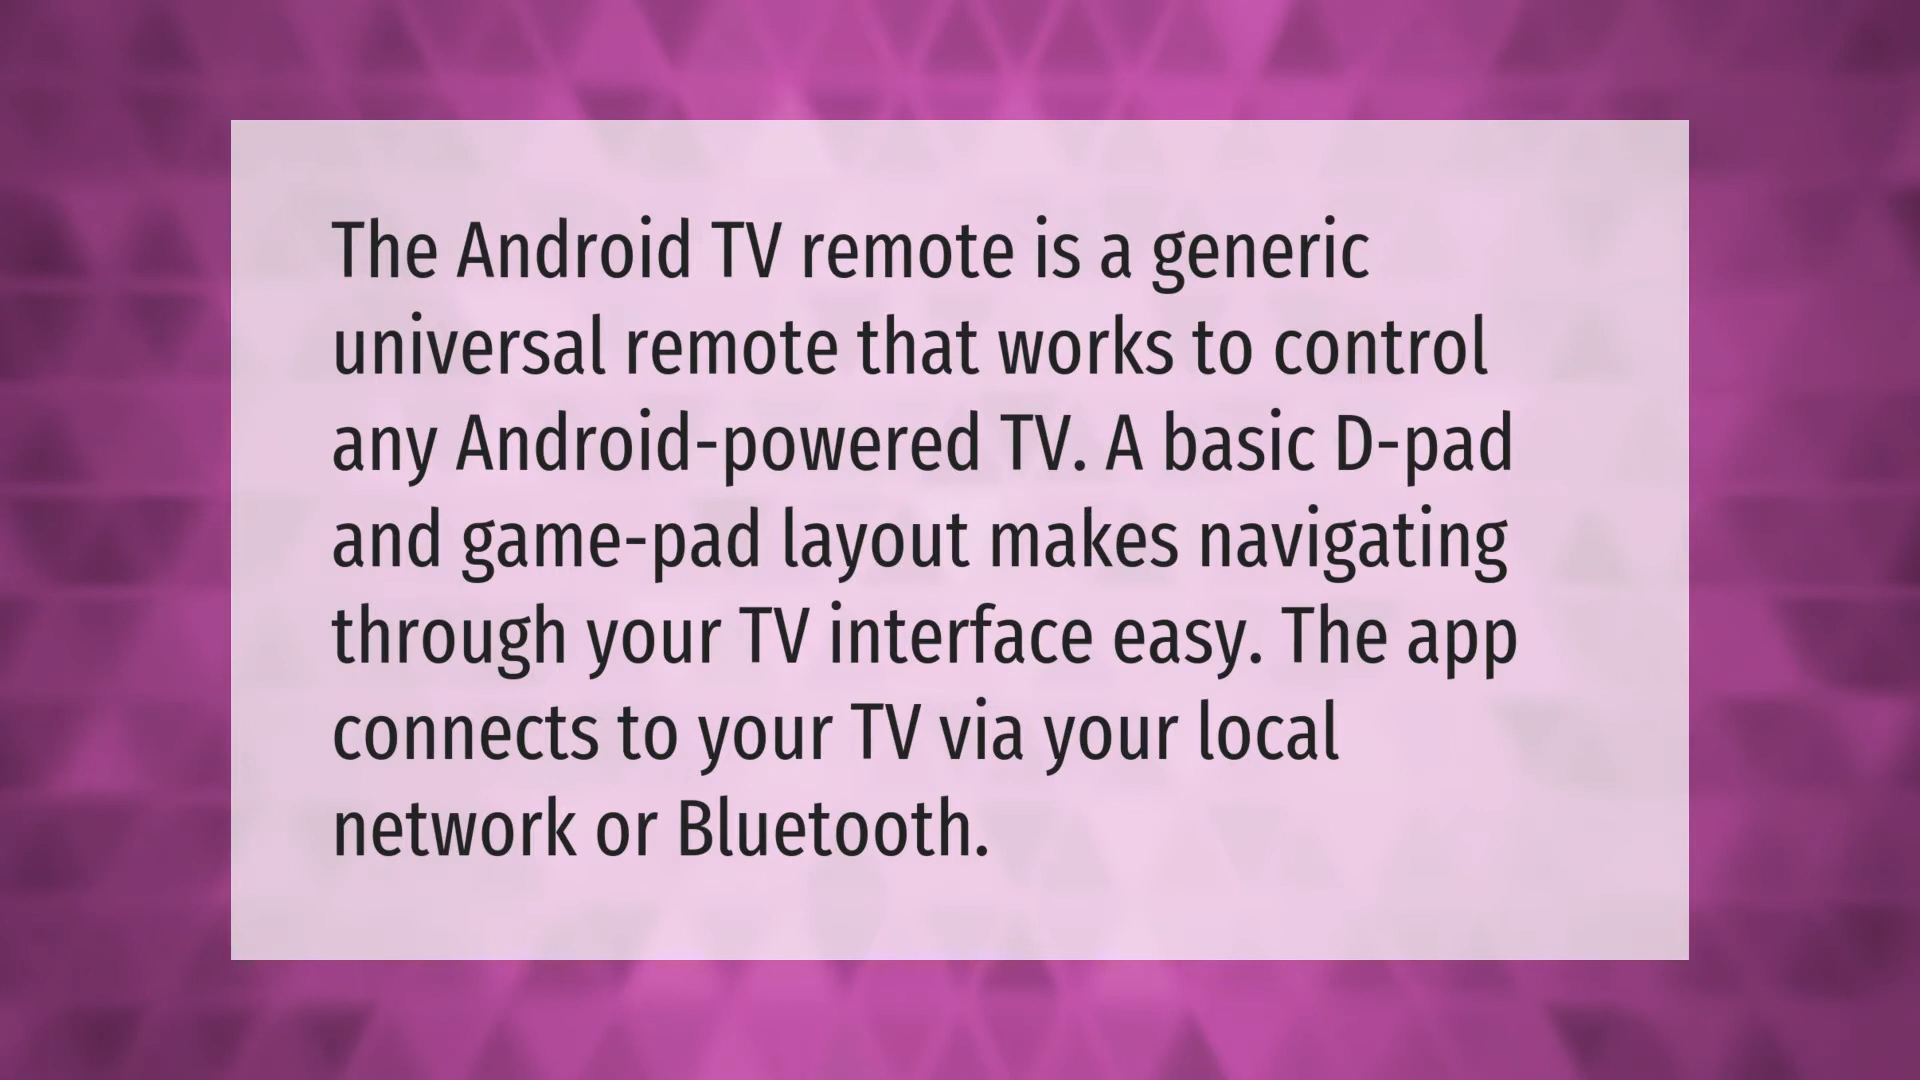 The Android TV remote is a generic
universal remote that works to control
any Android-powered TV. A basic D-pad
and game-pad layout makes navigating
through your TV interface easy. The app
connects to your TV via your local
network or Bluetooth.